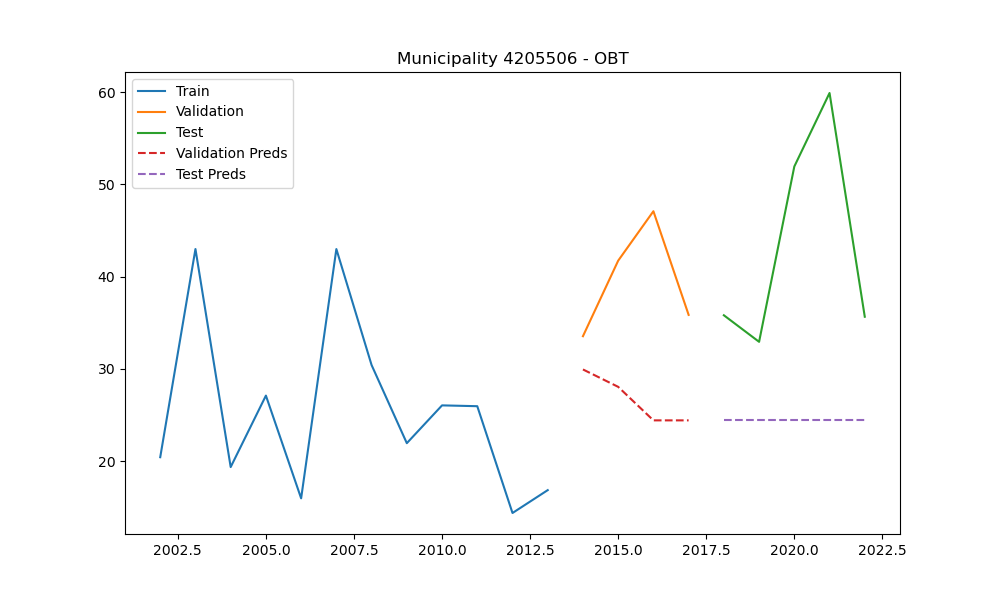 Municipality 4205506 - OBT
Train
Validation
Test
Validation Preds
Test Preds
60
50
40
30
20
2002.5 2005.0 2007.5 2010.0 2012.5 2015.0 2017.5 2020.0 2022.5